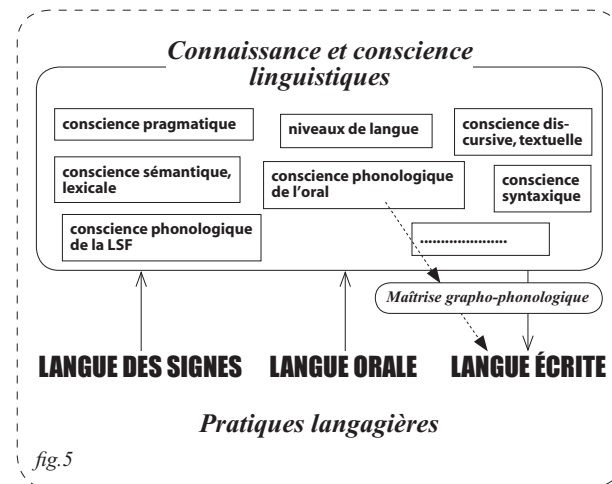 Connaissance et conscience
linguistiques
conscience pragmatique
niveaux de langue
conscience dis-
cursive, textuelle
conscience sémantique,
lexicale
conscience phonologique
de l'oral
conscience
syntaxique
conscience phonologique
de la LSF
.....................
Maîtrise grapho-phonologique
LANGUE DES SIGNES
LANGUE ORALE
LANGUE ÉCRITE
Pratiques langagières
fig.5